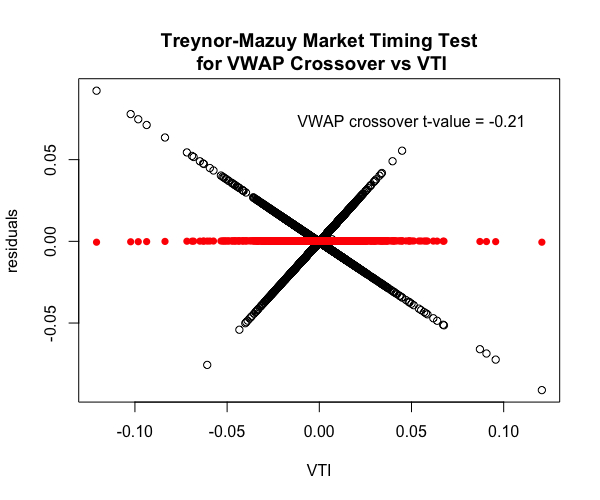 Treynor-Mazuy Market Timing Test
for VWAP Crossover vs VTI
VWAP crossover t-value = -0.21
residuals
0.05
0.00
-0.05
-0.10 -0.05 0.00 0.05 0.10
VTI